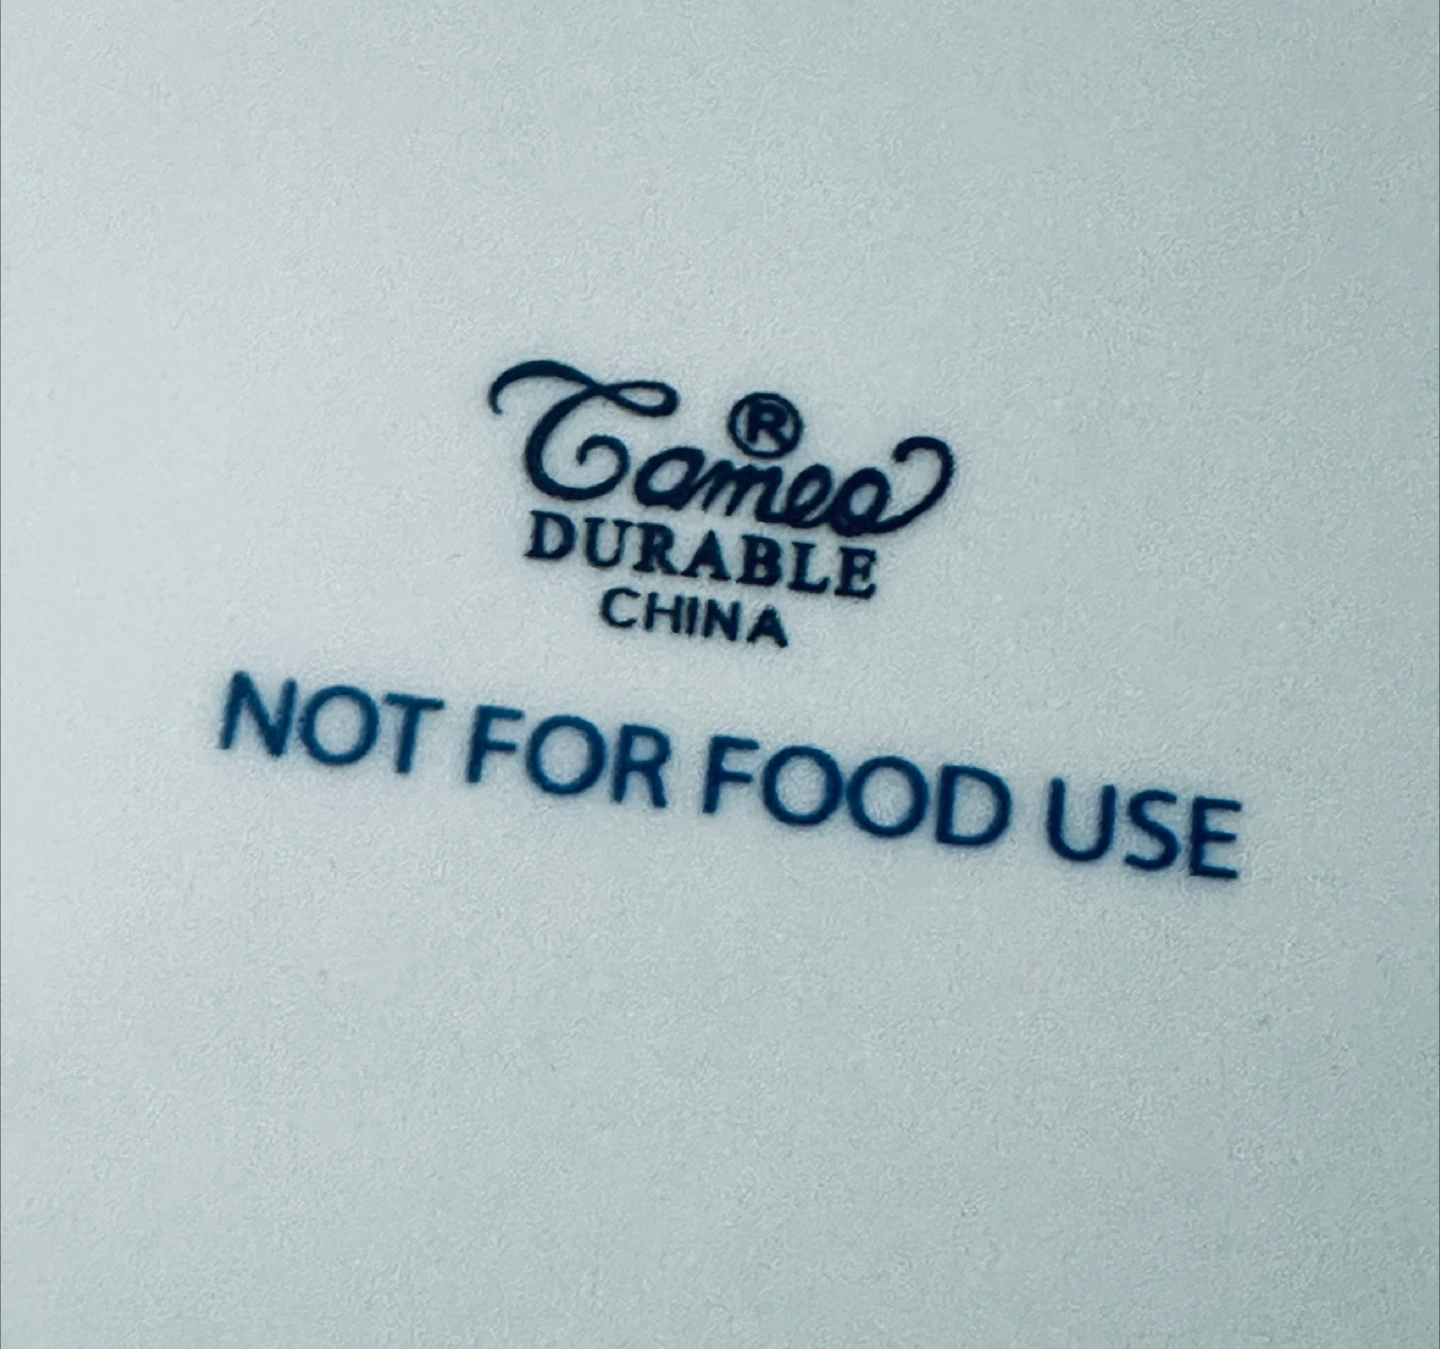 Cameo®
DURABLE
CHINA
NOT FOR FOOD USE